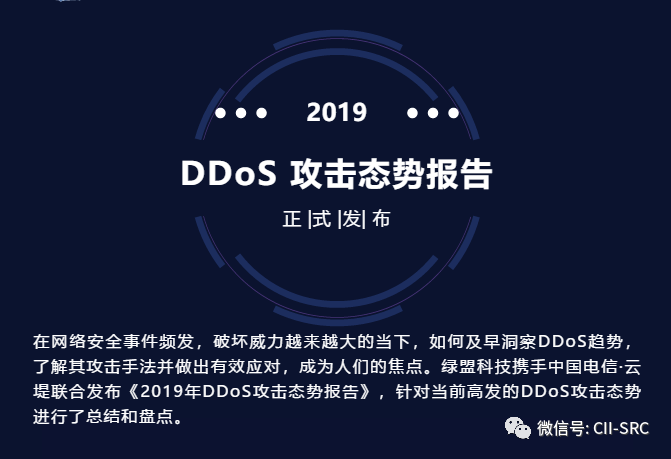 2019
DDoS 攻击态势报告
正 |式 |发| 布
在网络安全事件频发，破坏威力越来越大的当下，如何及早洞察DDoS趋势，
了解其攻击手法并做出有效应对，成为人们的焦点。绿盟科技携手中国电信·云
堤联合发布《2019年DDoS攻击态势报告》，针对当前高发的DDoS攻击态势
进行了总结和盘点。
微信号: CII-SRC